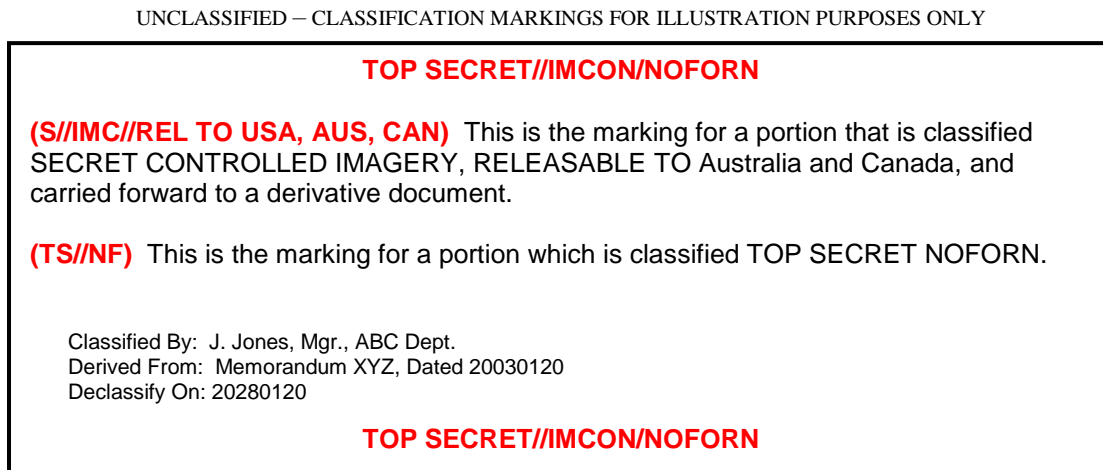 UNCLASSIFIED – CLASSIFICATION MARKINGS FOR ILLUSTRATION PURPOSES ONLY
TOP SECRET//IMCON/NOFORN
(S//IMC//REL TO USA, AUS, CAN) This is the marking for a portion that is classified
SECRET CONTROLLED IMAGERY, RELEASABLE TO Australia and Canada, and
carried forward to a derivative document.
(TS//NF) This is the marking for a portion which is classified TOP SECRET NOFORN.
Classified By: J. Jones, Mgr., ABC Dept.
Derived From: Memorandum XYZ, Dated 20030120
Declassify On: 20280120
TOP SECRET//IMCON/NOFORN